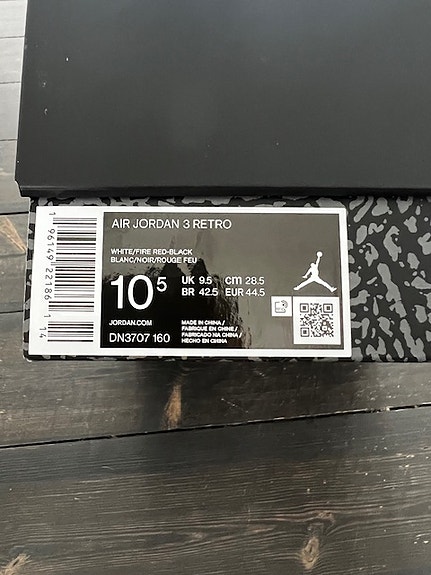 AIR JORDAN 3 RETRO
WHITE/FIRE RED-BLACK
BLANC/NOIR/ROUGE FEU
10 5 UK 9.5 CM 28.5
BR 42.5 EUR 44.5
JORDAN.COM
DN3707 160
MADE IN CHINA /
FABRIQUÉ EN CHINE /
FABRICADO NA CHINA /
HECHO EN CHINA
1 96149 22186 1 14